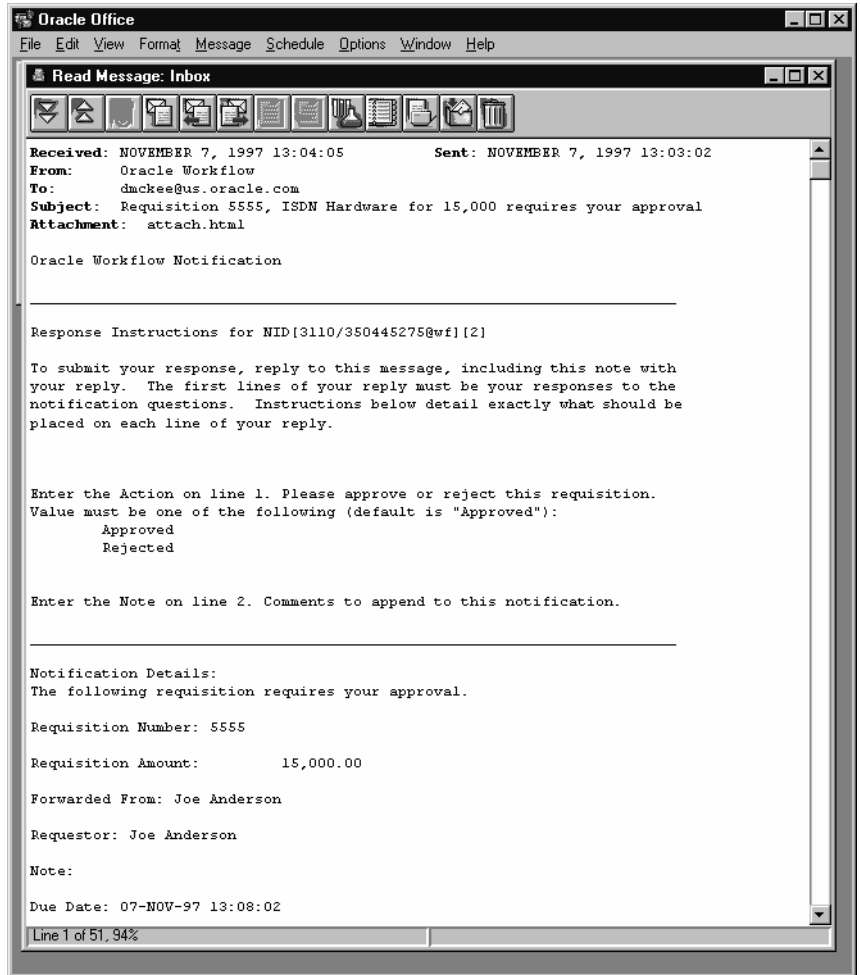 Oracle Office
File Edit View Format Message Schedule Options Window Help
Read Message: Inbox
Received: NOVEMBER 7, 1997 13:04:05 Sent: NOVEMBER 7, 1997 13:03:02
From: Oracle Workflow
To: dmckee@us.oracle.com
Subject: Requisition 5555, ISDN Hardware for 15,000 requires your approval
Attachment: attach.html
Oracle Workflow Notification
Response Instructions for NID[3110/350445275@wf][2]
To submit your response, reply to this message, including this note with
your reply. The first lines of your reply must be your responses to the
notification questions. Instructions below detail exactly what should be
placed on each line of your reply.
Enter the Action on line 1. Please approve or reject this requisition.
Value must be one of the following (default is "Approved"):
Approved
Rejected
Enter the Note on line 2. Comments to append to this notification.
Notification Details:
The following requisition requires your approval.
Requisition Number: 5555
Requisition Amount: 15,000.00
Forwarded From: Joe Anderson
Requestor: Joe Anderson
Note:
Due Date: 07-NOV-97 13:08:02
Line 1 of 51, 94%